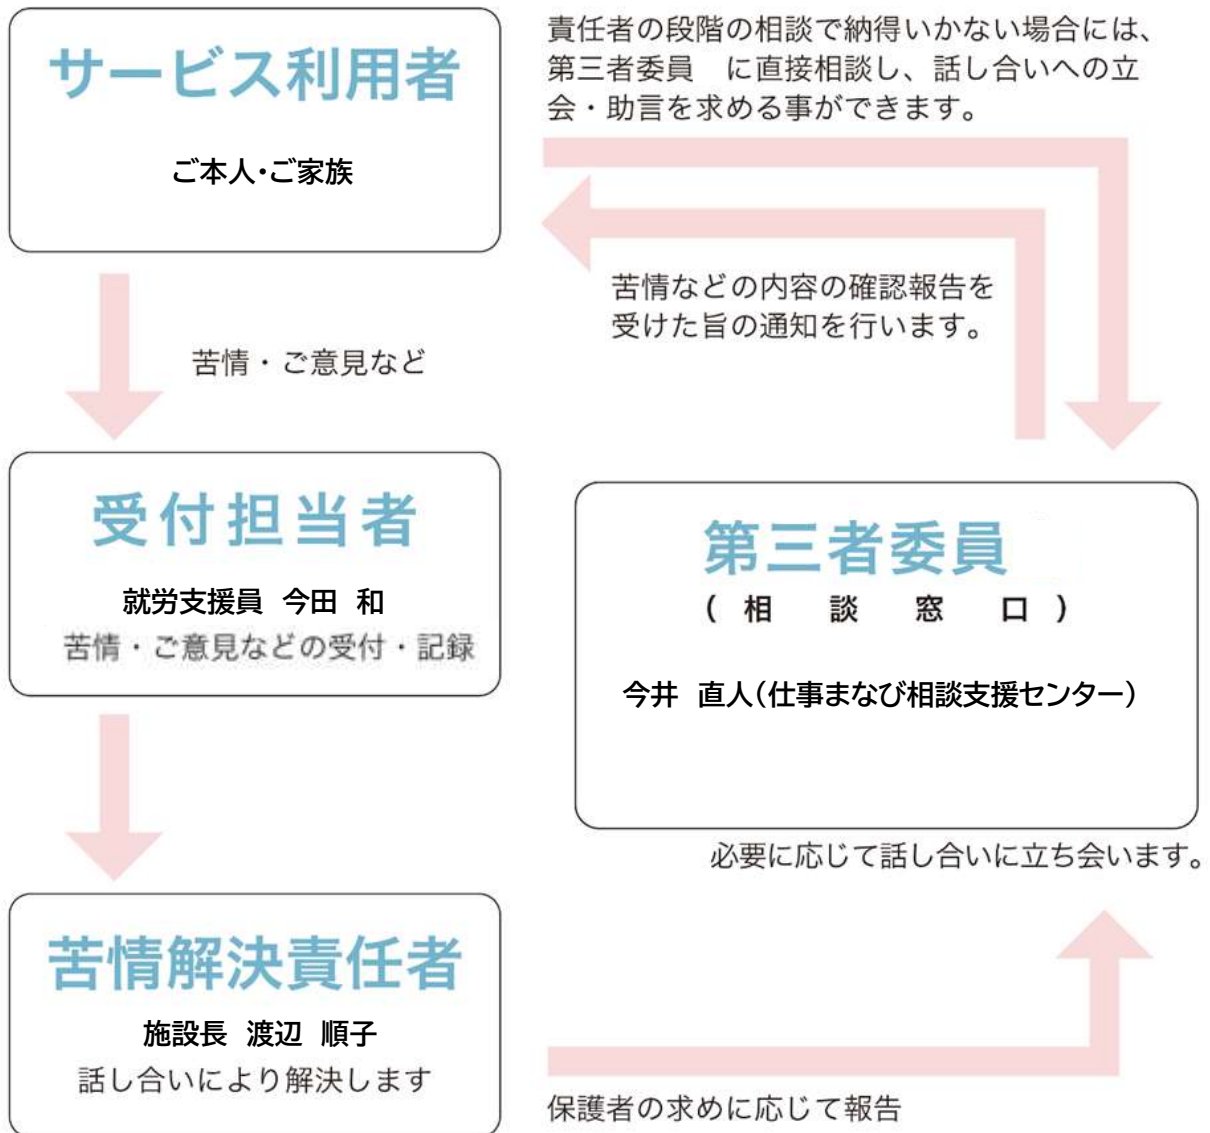 サービス利用者
ご本人・ご家族
責任者の段階の相談で納得いかない場合には、
第三者委員　に直接相談し、話し合いへの立
会・助言を求める事ができます。
苦情などの内容の確認報告を
受けた旨の通知を行います。
苦情・ご意見など
受付担当者
就労支援員　今田　和
苦情・ご意見などの受付・記録
第三者委員
(相談窓口)
今井　直人(仕事まなび相談支援センター)
必要に応じて話し合いに立ち会います。
苦情解決責任者
施設長　渡辺　順子
話し合いにより解決します
保護者の求めに応じて報告